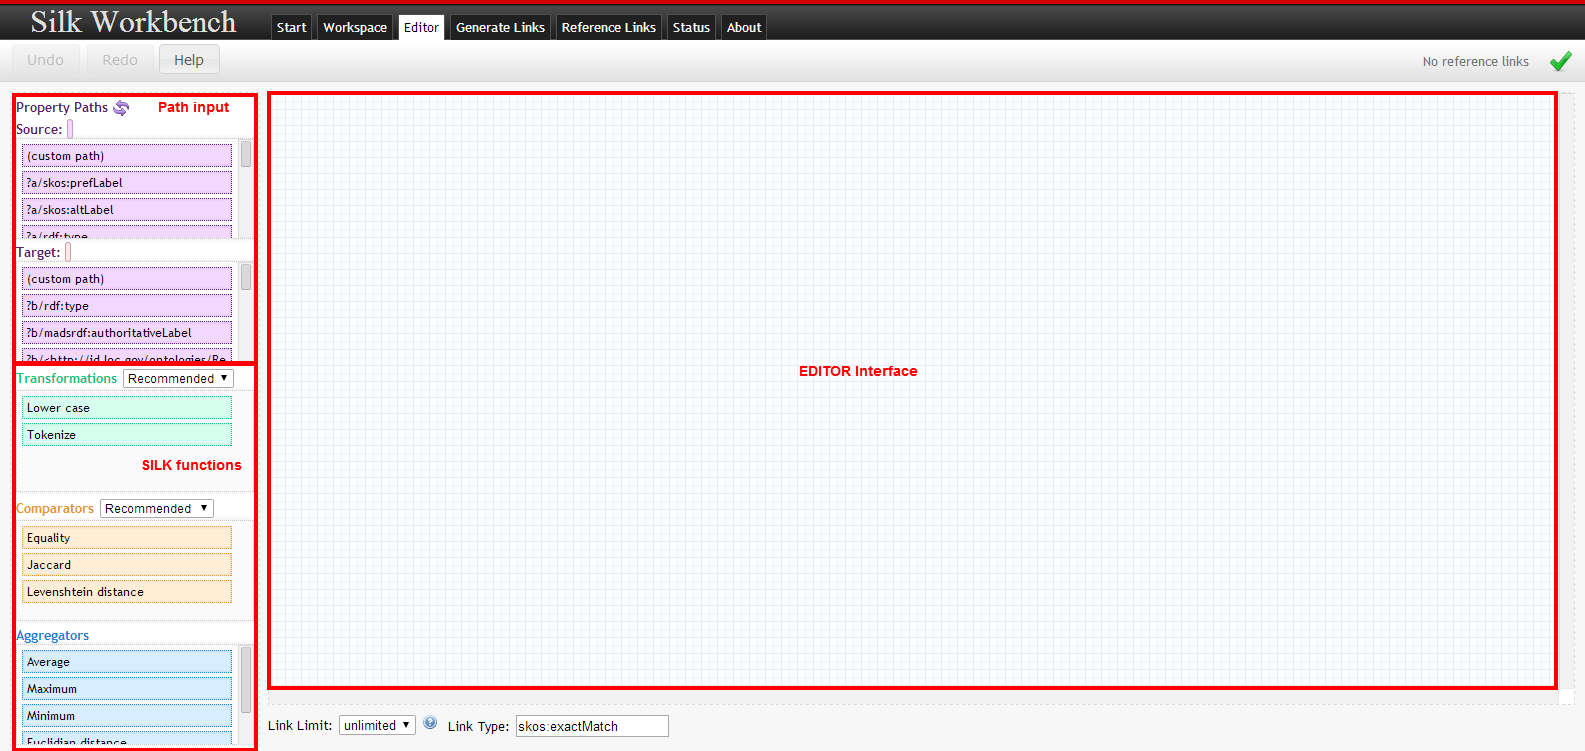 Silk Workbench
Start Workspace Editor Generate Links Reference Links Status About
Undo Redo Help
No reference links
Property Paths Path input
Source:
(custom path)
?a/skos:prefLabel
?a/skos:altLabel
?a/rdf:type
Target:
(custom path)
?b/rdf:type
?b/madsrdf:authoritativeLabel
?b/<http://id.loc.gov/ontologies/Re
Transformations Recommended
Lower case
Tokenize
SILK functions
Comparators Recommended
Equality
Jaccard
Levenshtein distance
Aggregators
Average
Maximum
Minimum
Euclidian distance
EDITOR Interface
Link Limit: unlimited Link Type: skos:exactMatch